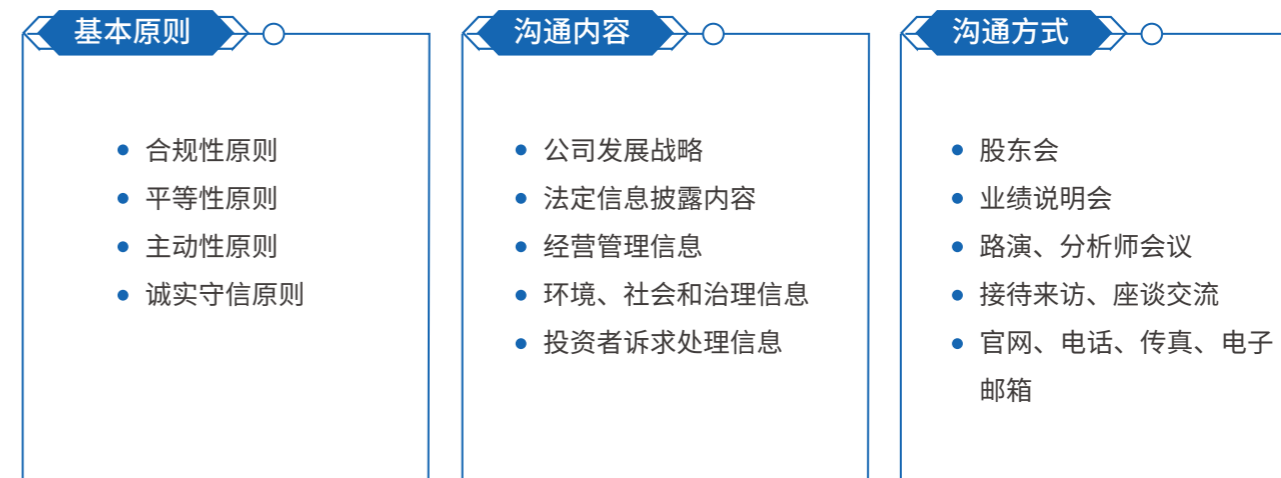 基本原则
合规性原则
平等性原则
主动性原则
诚实守信原则
沟通内容
公司发展战略
法定信息披露内容
经营管理信息
环境、社会和治理信息
投资者诉求处理信息
沟通方式
股东会
业绩说明会
路演、分析师会议
接待来访、座谈交流
官网、电话、传真、电子
邮箱